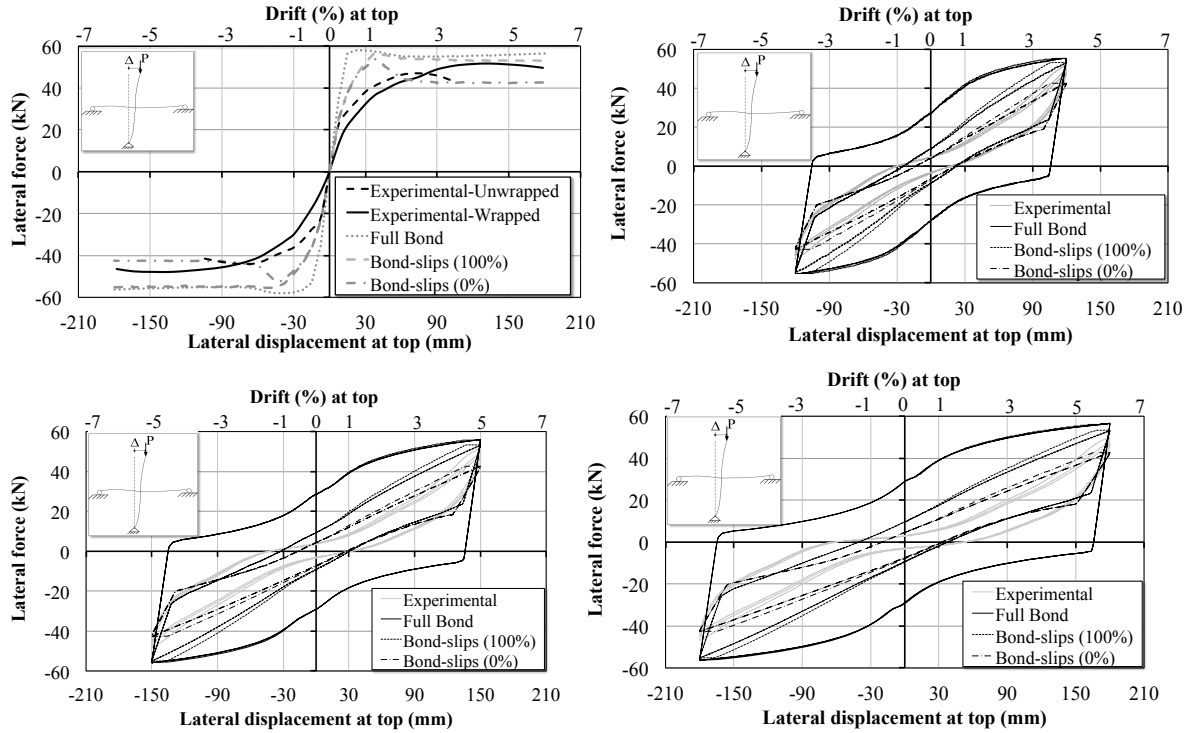 Drift (%) at top
-7 -5 -3 -1 0 1 3 5 7
60
40
20
0
-20
-40
-60
Lateral force (kN)
Δ P
Experimental-Unwrapped
Experimental-Wrapped
Full Bond
Bond-slips (100%)
Bond-slips (0%)
-210 -150 -90 -30 30 90 150 210
Lateral displacement at top (mm)
Drift (%) at top
-7 -5 -3 -1 0 1 3 5 7
60
40
20
0
-20
-40
-60
Lateral force (kN)
Δ P
Experimental
Full Bond
Bond-slips (100%)
Bond-slips (0%)
-210 -150 -90 -30 30 90 150 210
Lateral displacement at top (mm)
Drift (%) at top
-7 -5 -3 -1 0 1 3 5 7
60
40
20
0
-20
-40
-60
Lateral force (kN)
Δ P
Experimental
Full Bond
Bond-slips (100%)
Bond-slips (0%)
-210 -150 -90 -30 30 90 150 210
Lateral displacement at top (mm)
Drift (%) at top
-7 -5 -3 -1 0 1 3 5 7
60
40
20
0
-20
-40
-60
Lateral force (kN)
Δ P
Experimental
Full Bond
Bond-slips (100%)
Bond-slips (0%)
-210 -150 -90 -30 30 90 150 210
Lateral displacement at top (mm)